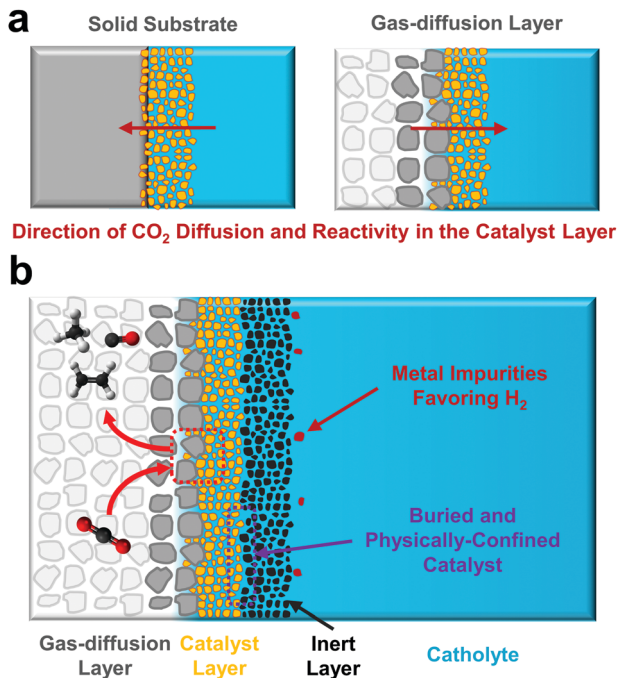 a
Solid Substrate
Gas-diffusion Layer
Direction of CO₂ Diffusion and Reactivity in the Catalyst Layer
b
Metal Impurities
Favoring H₂
Buried and
Physically-Confined
Catalyst
Gas-diffusion
Layer
Catalyst
Layer
Inert
Layer
Catholyte